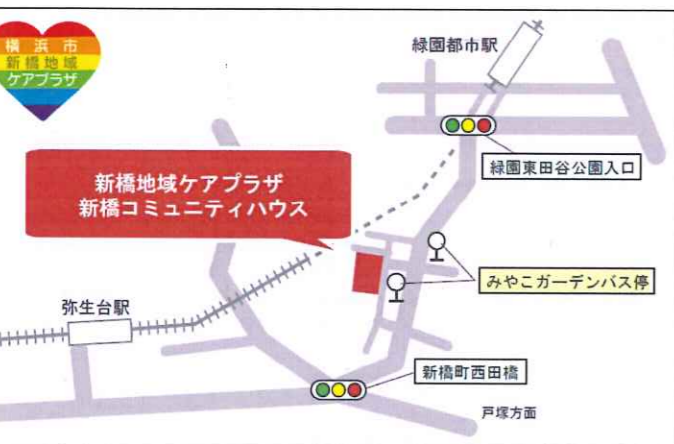 横浜市
新橋地域
ケアプラザ
緑園都市駅
緑園東田谷公園入口
新橋地域ケアプラザ
新橋コミュニティハウス
みやこガーデンバス停
弥生台駅
新橋町西田橋
戸塚方面